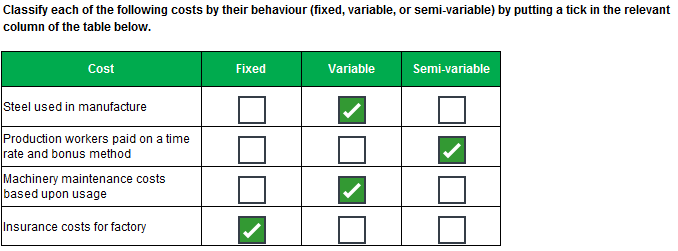 Classify each of the following costs by their behaviour (fixed, variable, or semi-variable) by putting a tick in the relevant
column of the table below.
Cost Fixed Variable Semi-variable
Steel used in manufacture
Production workers paid on a time
rate and bonus method
Machinery maintenance costs
based upon usage
Insurance costs for factory